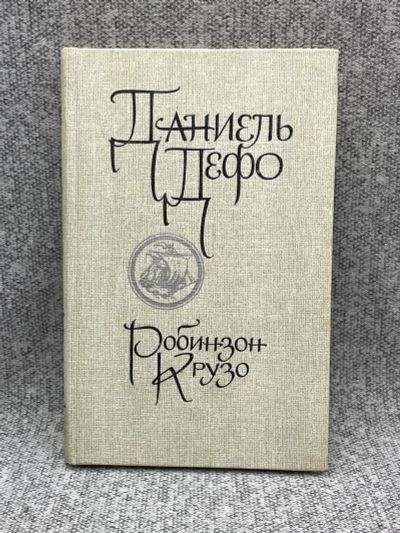 Даниель
Дефо
Робинзон
Крузо